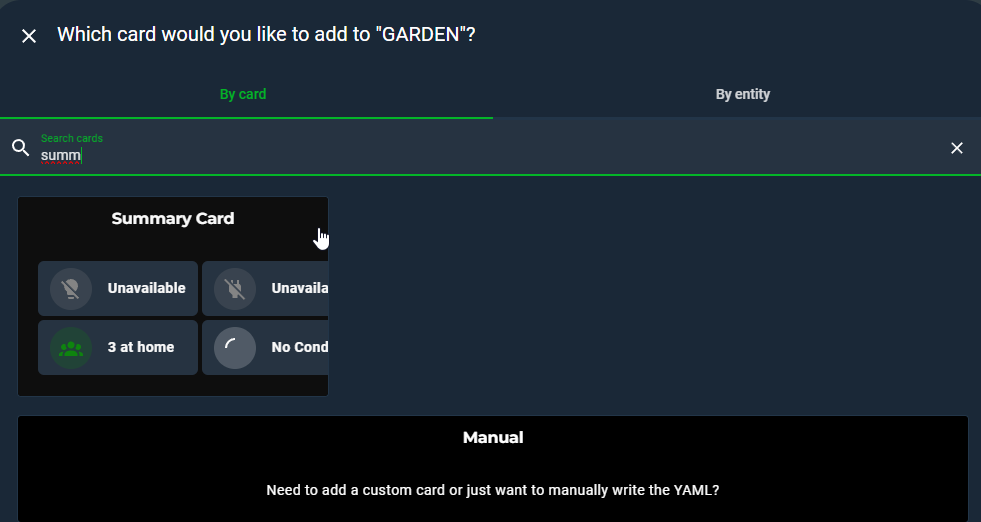 Which card would you like to add to "GARDEN"?
By card By entity
Search cards
summ
Summary Card
Unavailable Unavaila
3 at home No Cond
Manual
Need to add a custom card or just want to manually write the YAML?